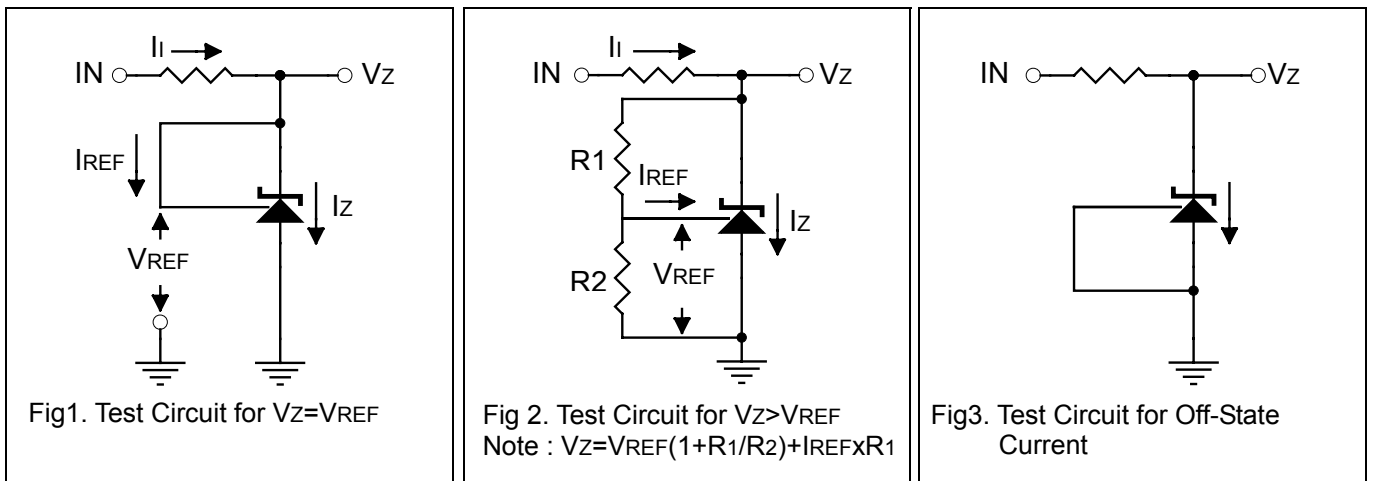 II
IN
VZ
IREF
IZ
VREF
Fig1. Test Circuit for VZ=VREF
II
IN
VZ
R1
IREF
IZ
R2
VREF
Fig 2. Test Circuit for VZ>VREF
Note : VZ=VREF(1+R1/R2)+IREFxR1
IN
VZ
Fig3. Test Circuit for Off-State
Current